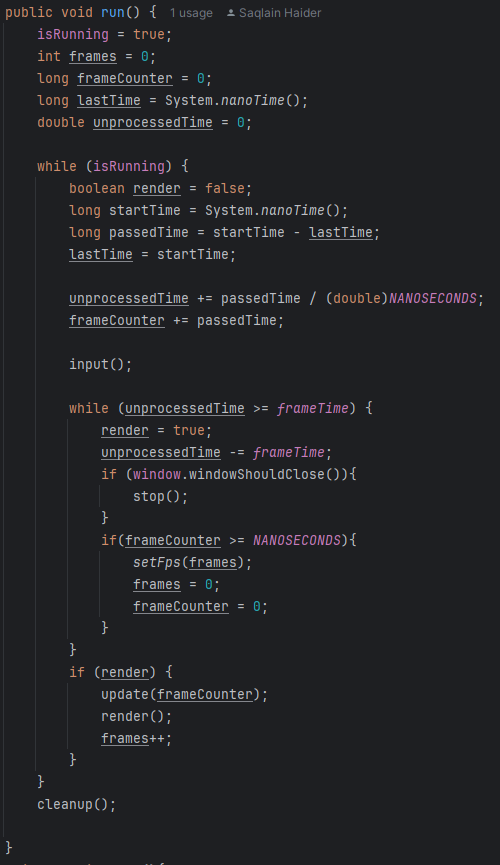 public void run() { 1 usage Saqlain Haider
    isRunning = true;
    int frames = 0;
    long frameCounter = 0;
    long lastTime = System.nanoTime();
    double unprocessedTime = 0;

    while (isRunning) {
        boolean render = false;
        long startTime = System.nanoTime();
        long passedTime = startTime - lastTime;
        lastTime = startTime;

        unprocessedTime += passedTime / (double)NANOSECONDS;
        frameCounter += passedTime;

        input();

        while (unprocessedTime >= frameTime) {
            render = true;
            unprocessedTime -= frameTime;
            if (window.windowShouldClose()){
                stop();
            }
            if(frameCounter >= NANOSECONDS){
                setFps(frames);
                frames = 0;
                frameCounter = 0;
            }
        }
        if (render) {
            update(frameCounter);
            render();
            frames++;
        }
    }
    cleanup();

}